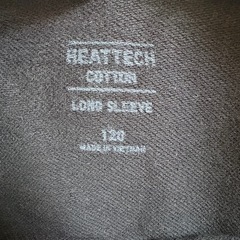 HEATTECH
COTTON
LONG SLEEVE
120
MADE IN VIETNAM